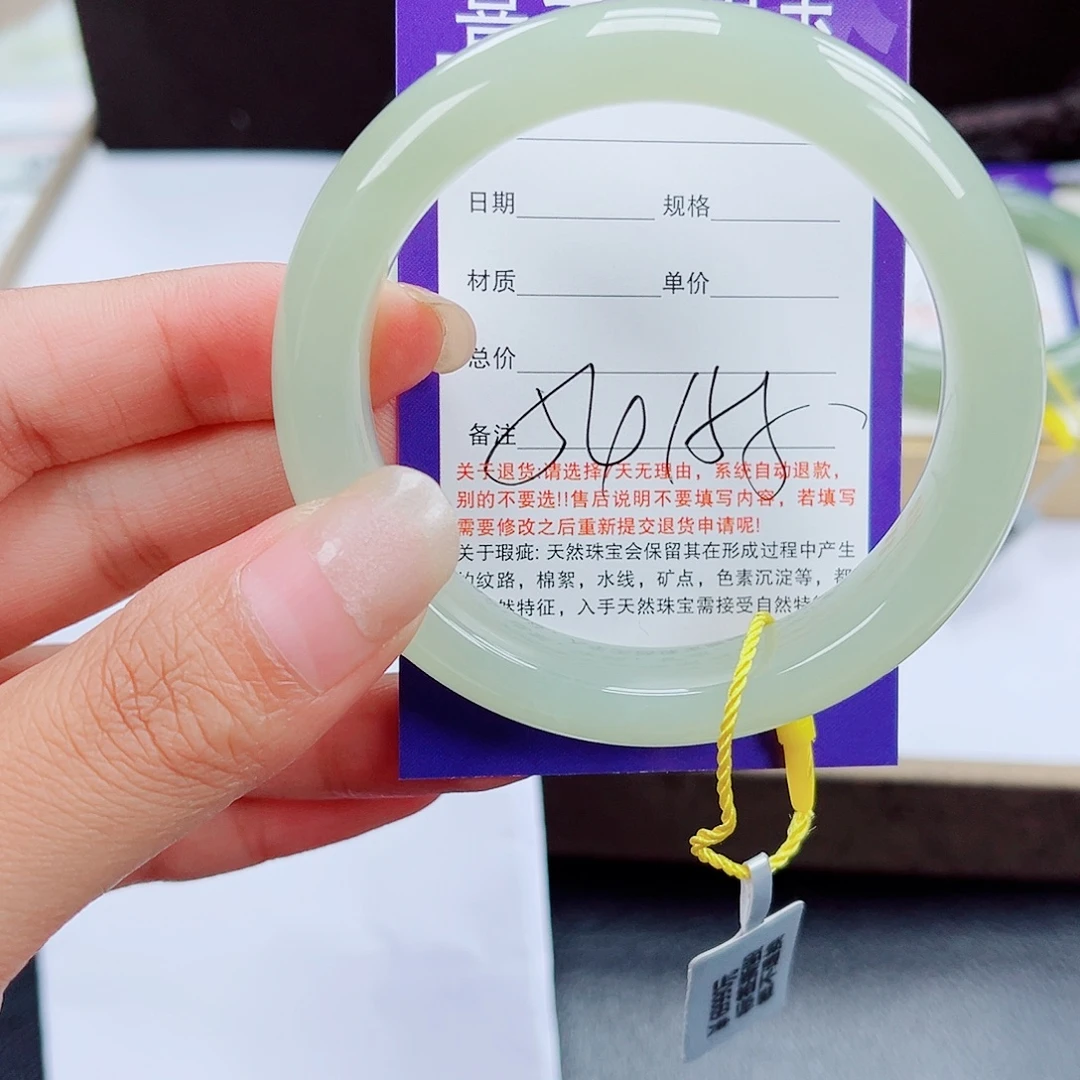 日期 规格
材质 单价
总价
备注
关于退货:请选择7天无理由，系统自动退款，
别的不要选!!售后说明不要填写内容，若填写
需要修改之后重新提交退货申请呢!
关于瑕疵: 天然珠宝会保留其在形成过程中产生
的纹路，棉絮，水线，矿点，色素沉淀等，都
然特征，入手天然珠宝需接受自然特